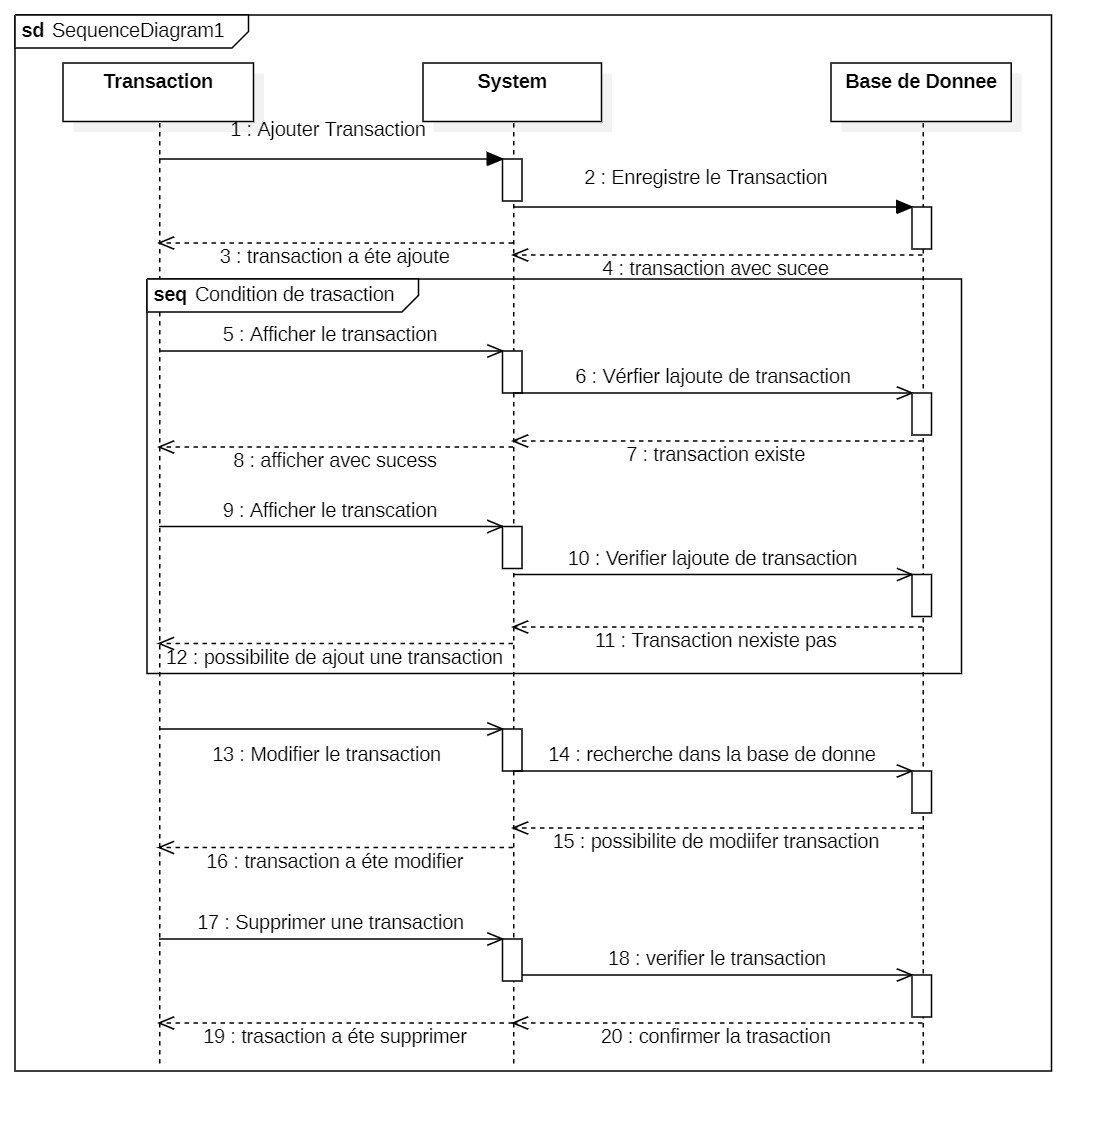 sd SequenceDiagram1
Transaction
System
Base de Donnee
1 : Ajouter Transaction
2 : Enregistre le Transaction
3 : transaction a éte ajoute
4 : transaction avec sucee
seq Condition de trasaction
5 : Afficher le transaction
6 : Vérfier lajoute de transaction
7 : transaction existe
8 : afficher avec sucess
9 : Afficher le transcation
10 : Verifier lajoute de transaction
11 : Transaction nexiste pas
12 : possibilite de ajout une transaction
13 : Modifier le transaction
14 : recherche dans la base de donne
15 : possibilite de modiifer transaction
16 : transaction a éte modifier
17 : Supprimer une transaction
18 : verifier le transaction
19 : trasaction a éte supprimer
20 : confirmer la trasaction